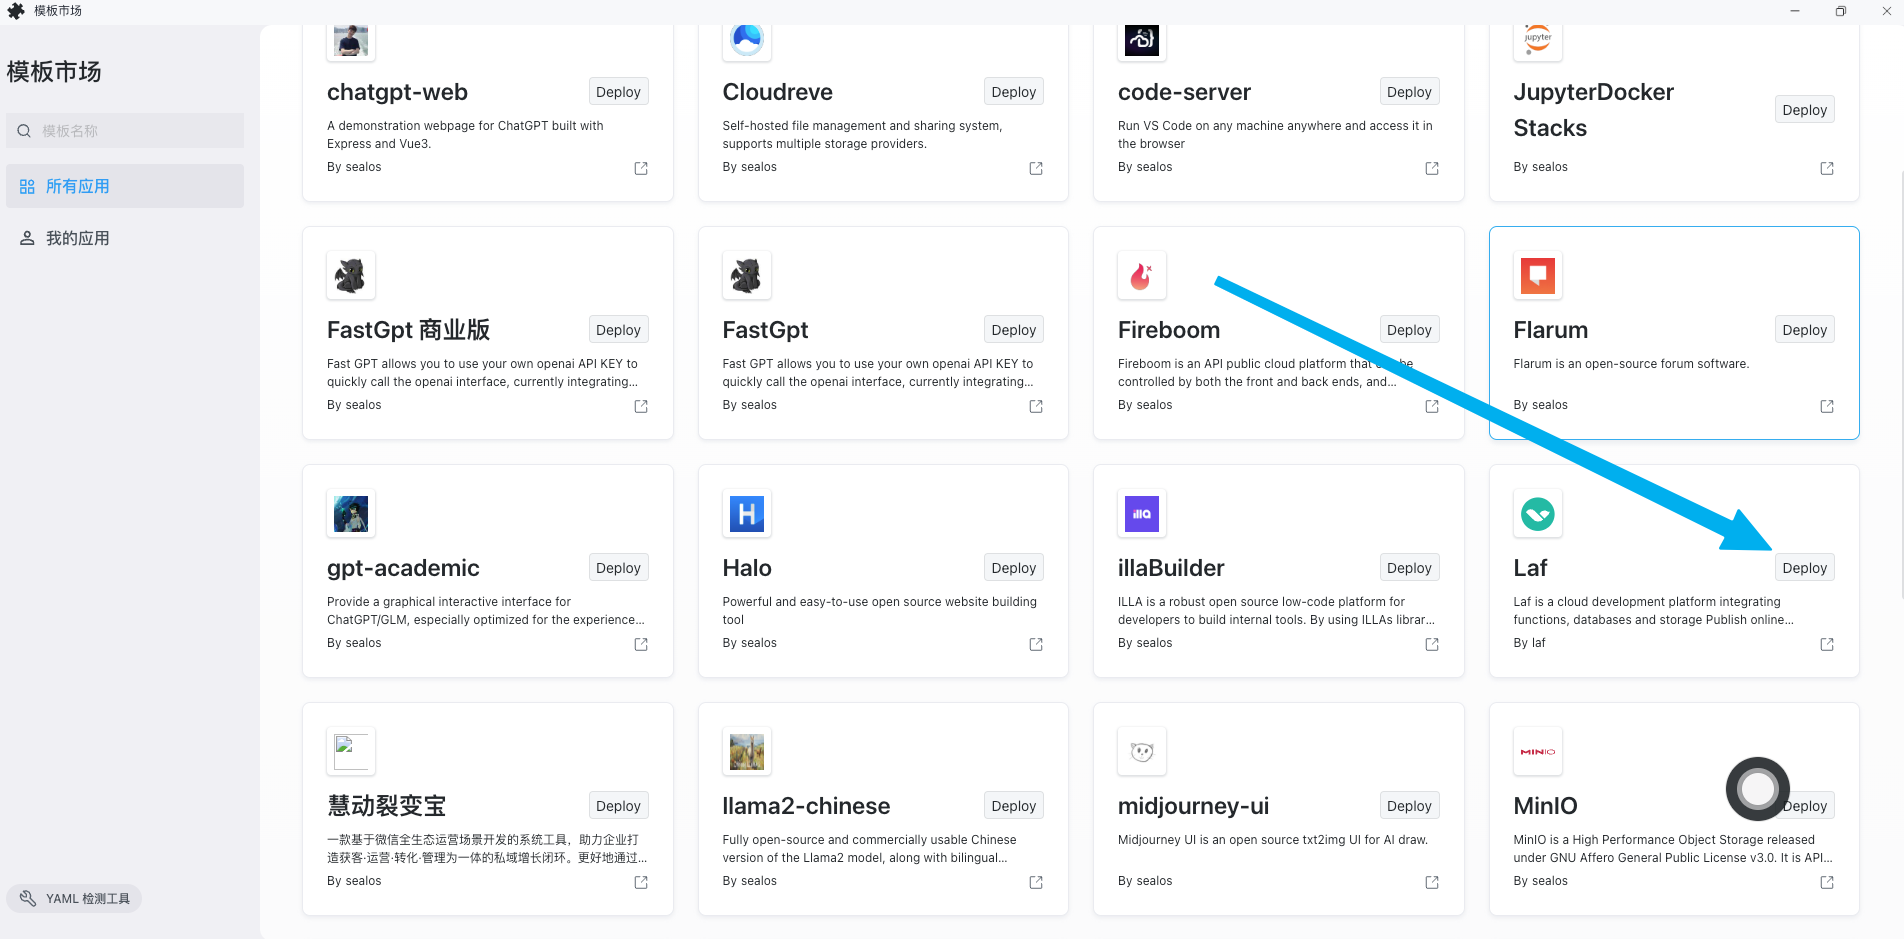 模板市场
模板市场
模板名称
所有应用
我的应用
YAML 检测工具
chatgpt-web
Deploy
A demonstration webpage for ChatGPT built with
Express and Vue3.
By sealos
Cloudreve
Deploy
Self-hosted file management and sharing system,
supports multiple storage providers.
By sealos
code-server
Deploy
Run VS Code on any machine anywhere and access it in
the browser
By sealos
jupyter
JupyterDocker
Stacks
Deploy
By sealos
FastGpt 商业版
Deploy
Fast GPT allows you to use your own openai API KEY to
quickly call the openai interface, currently integrating...
By sealos
FastGpt
Deploy
Fast GPT allows you to use your own openai API KEY to
quickly call the openai interface, currently integrating...
By sealos
Fireboom
Deploy
Fireboom is an API public cloud platform that be
controlled by both the front and back ends, and...
By sealos
Flarum
Deploy
Flarum is an open-source forum software.
By sealos
gpt-academic
Deploy
Provide a graphical interactive interface for
ChatGPT/GLM, especially optimized for the experience...
By sealos
H
Halo
Deploy
Powerful and easy-to-use open source website building
tool
By sealos
illa
illaBuilder
Deploy
ILLA is a robust open source low-code platform for
developers to build internal tools. By using ILLAs librar...
By sealos
Laf
Deploy
Laf is a cloud development platform integrating
functions, databases and storage Publish online...
By laf
慧动裂变宝
Deploy
一款基于微信全生态运营场景开发的系统工具，助力企业打
造获客·运营·转化·管理为一体的私域增长闭环。更好地通过...
By sealos
llama2-chinese
Deploy
Fully open-source and commercially usable Chinese
version of the Llama2 model, along with bilingual...
By sealos
midjourney-ui
Deploy
Midjourney UI is an open source txt2img UI for AI draw.
By sealos
MINIO
MinIO
Deploy
MinIO is a High Performance Object Storage released
under GNU Affero General Public License v3.0. It is API...
By sealos